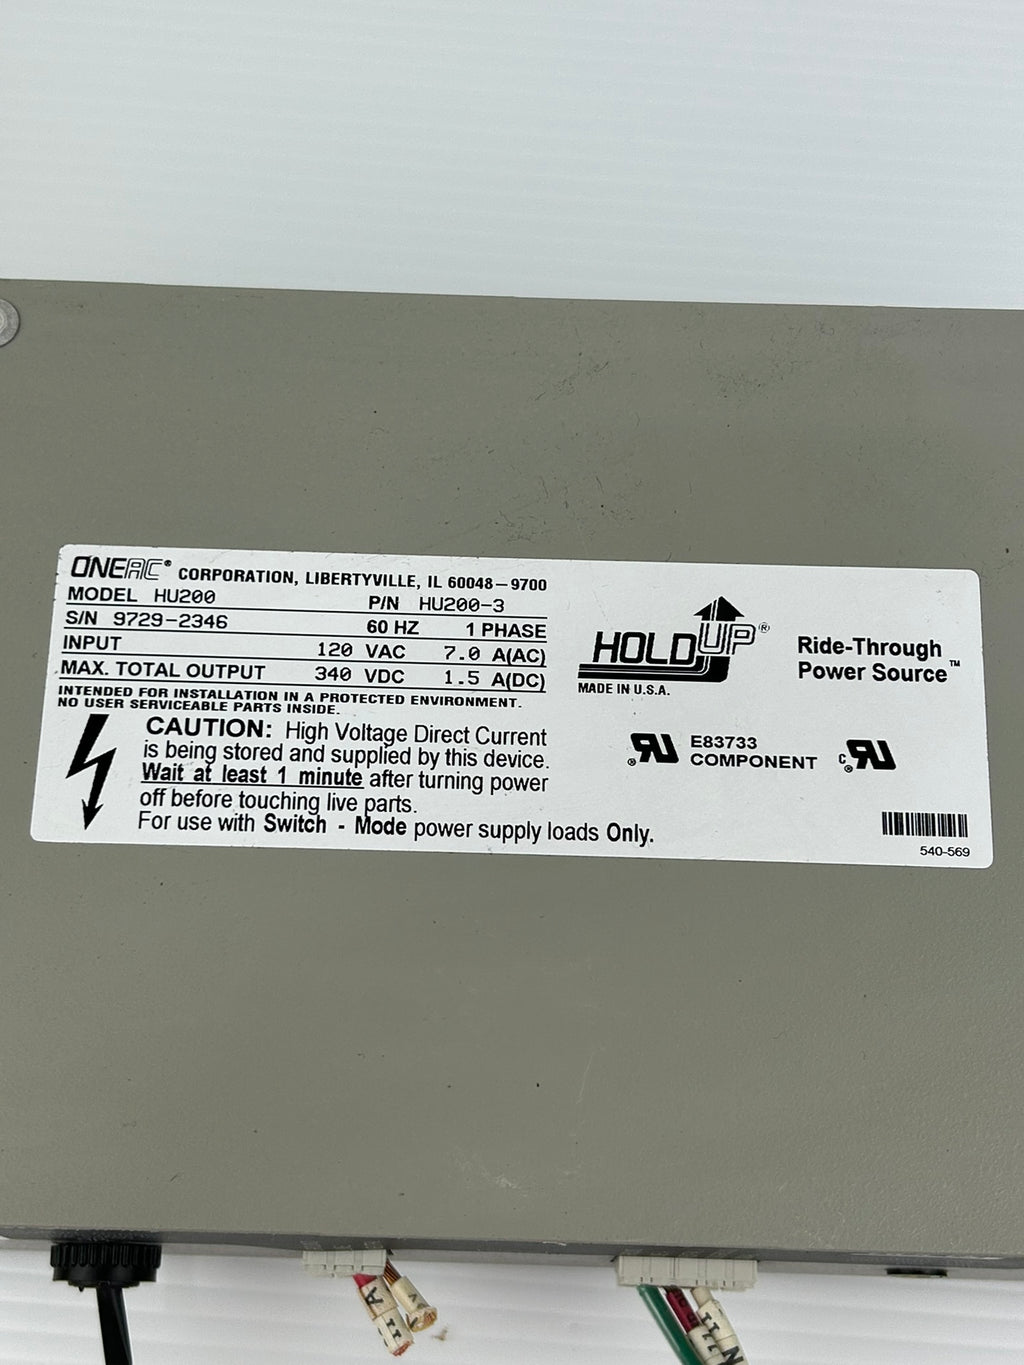 ONEAC® CORPORATION, LIBERTYVILLE, IL 60048-9700
MODEL HU200 P/N HU200-3
S/N 9729-2346 60 HZ 1 PHASE
INPUT 120 VAC 7.0 A(AC)
MAX. TOTAL OUTPUT 340 VDC 1.5 A(DC)
INTENDED FOR INSTALLATION IN A PROTECTED ENVIRONMENT.
NO USER SERVICEABLE PARTS INSIDE.
CAUTION: High Voltage Direct Current
is being stored and supplied by this device.
Wait at least 1 minute after turning power
off before touching live parts.
For use with Switch - Mode power supply loads Only.
HOLDUP®
MADE IN U.S.A.
Ride-Through
Power Source™
RU® E83733
COMPONENT
cRU®
540-569
A
11
11
N